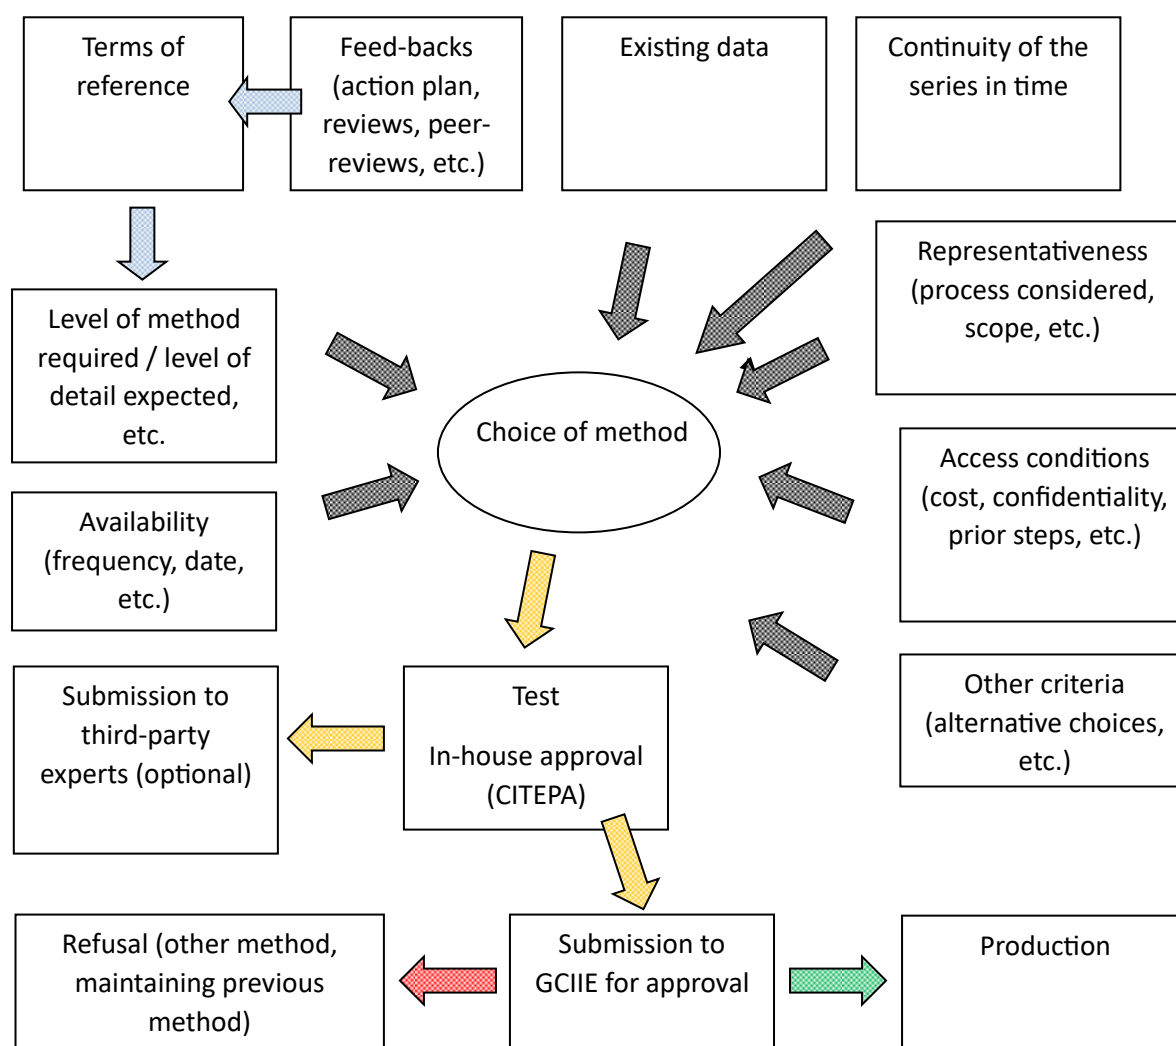 Terms of
reference
Feed-backs
(action plan,
reviews, peer-
reviews, etc.)
Existing data
Continuity of the
series in time
Representativeness
(process considered,
scope, etc.)
Level of method
required / level of
detail expected,
etc.
Choice of method
Access conditions
(cost, confidentiality,
prior steps, etc.)
Availability
(frequency, date,
etc.)
Other criteria
(alternative choices,
etc.)
Submission to
third-party
experts (optional)
Test
In-house approval
(CITEPA)
Refusal (other method,
maintaining previous
method)
Submission to
GCIIE for approval
Production